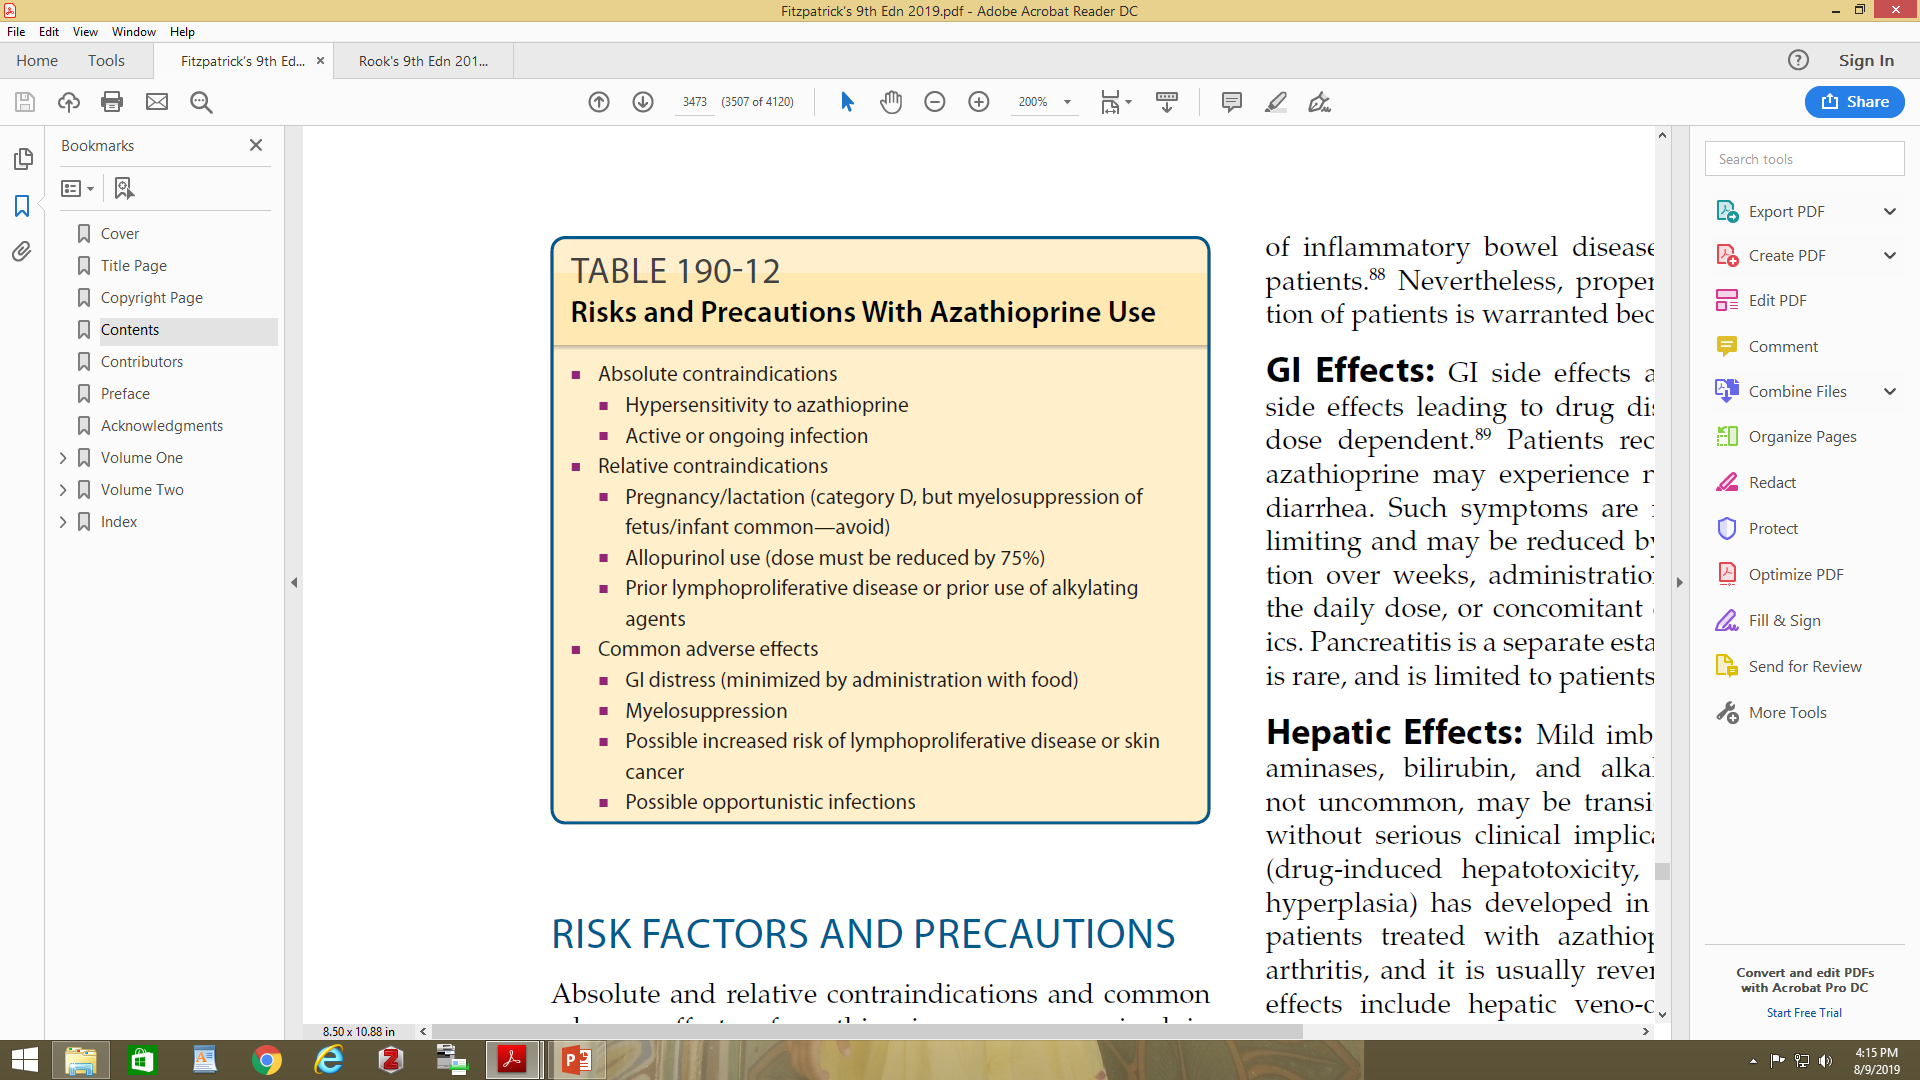 Fitzpatrick's 9th Edn 2019.pdf - Adobe Acrobat Reader DC
File Edit View Window Help
Home Tools Fitzpatrick's 9th Ed... Rook's 9th Edn 201... Sign In
3473 (3507 of 4120) 200% Share
Bookmarks
Cover
Title Page
Copyright Page
Contents
Contributors
Preface
Acknowledgments
Volume One
Volume Two
Index
TABLE 190-12
Risks and Precautions With Azathioprine Use
Absolute contraindications
Hypersensitivity to azathioprine
Active or ongoing infection
Relative contraindications
Pregnancy/lactation (category D, but myelosuppression of
fetus/infant common—avoid)
Allopurinol use (dose must be reduced by 75%)
Prior lymphoproliferative disease or prior use of alkylating
agents
Common adverse effects
GI distress (minimized by administration with food)
Myelosuppression
Possible increased risk of lymphoproliferative disease or skin
cancer
Possible opportunistic infections
RISK FACTORS AND PRECAUTIONS
Absolute and relative contraindications and common
of inflammatory bowel disease
patients.88 Nevertheless, proper
tion of patients is warranted bec
GI Effects: GI side effects a
side effects leading to drug dis
dose dependent.89 Patients rec
azathioprine may experience n
diarrhea. Such symptoms are
limiting and may be reduced by
tion over weeks, administratio
the daily dose, or concomitant
ics. Pancreatitis is a separate esta
is rare, and is limited to patients
Hepatic Effects: Mild imb
aminases, bilirubin, and alka
not uncommon, may be transi
without serious clinical implica
(drug-induced hepatotoxicity,
hyperplasia) has developed in
patients treated with azathiop
arthritis, and it is usually rever
effects include hepatic veno-o
8.50 x 10.88 in
Search tools
Export PDF
Create PDF
Edit PDF
Comment
Combine Files
Organize Pages
Redact
Protect
Optimize PDF
Fill & Sign
Send for Review
More Tools
Convert and edit PDFs
with Acrobat Pro DC
Start Free Trial
4:15 PM
8/9/2019